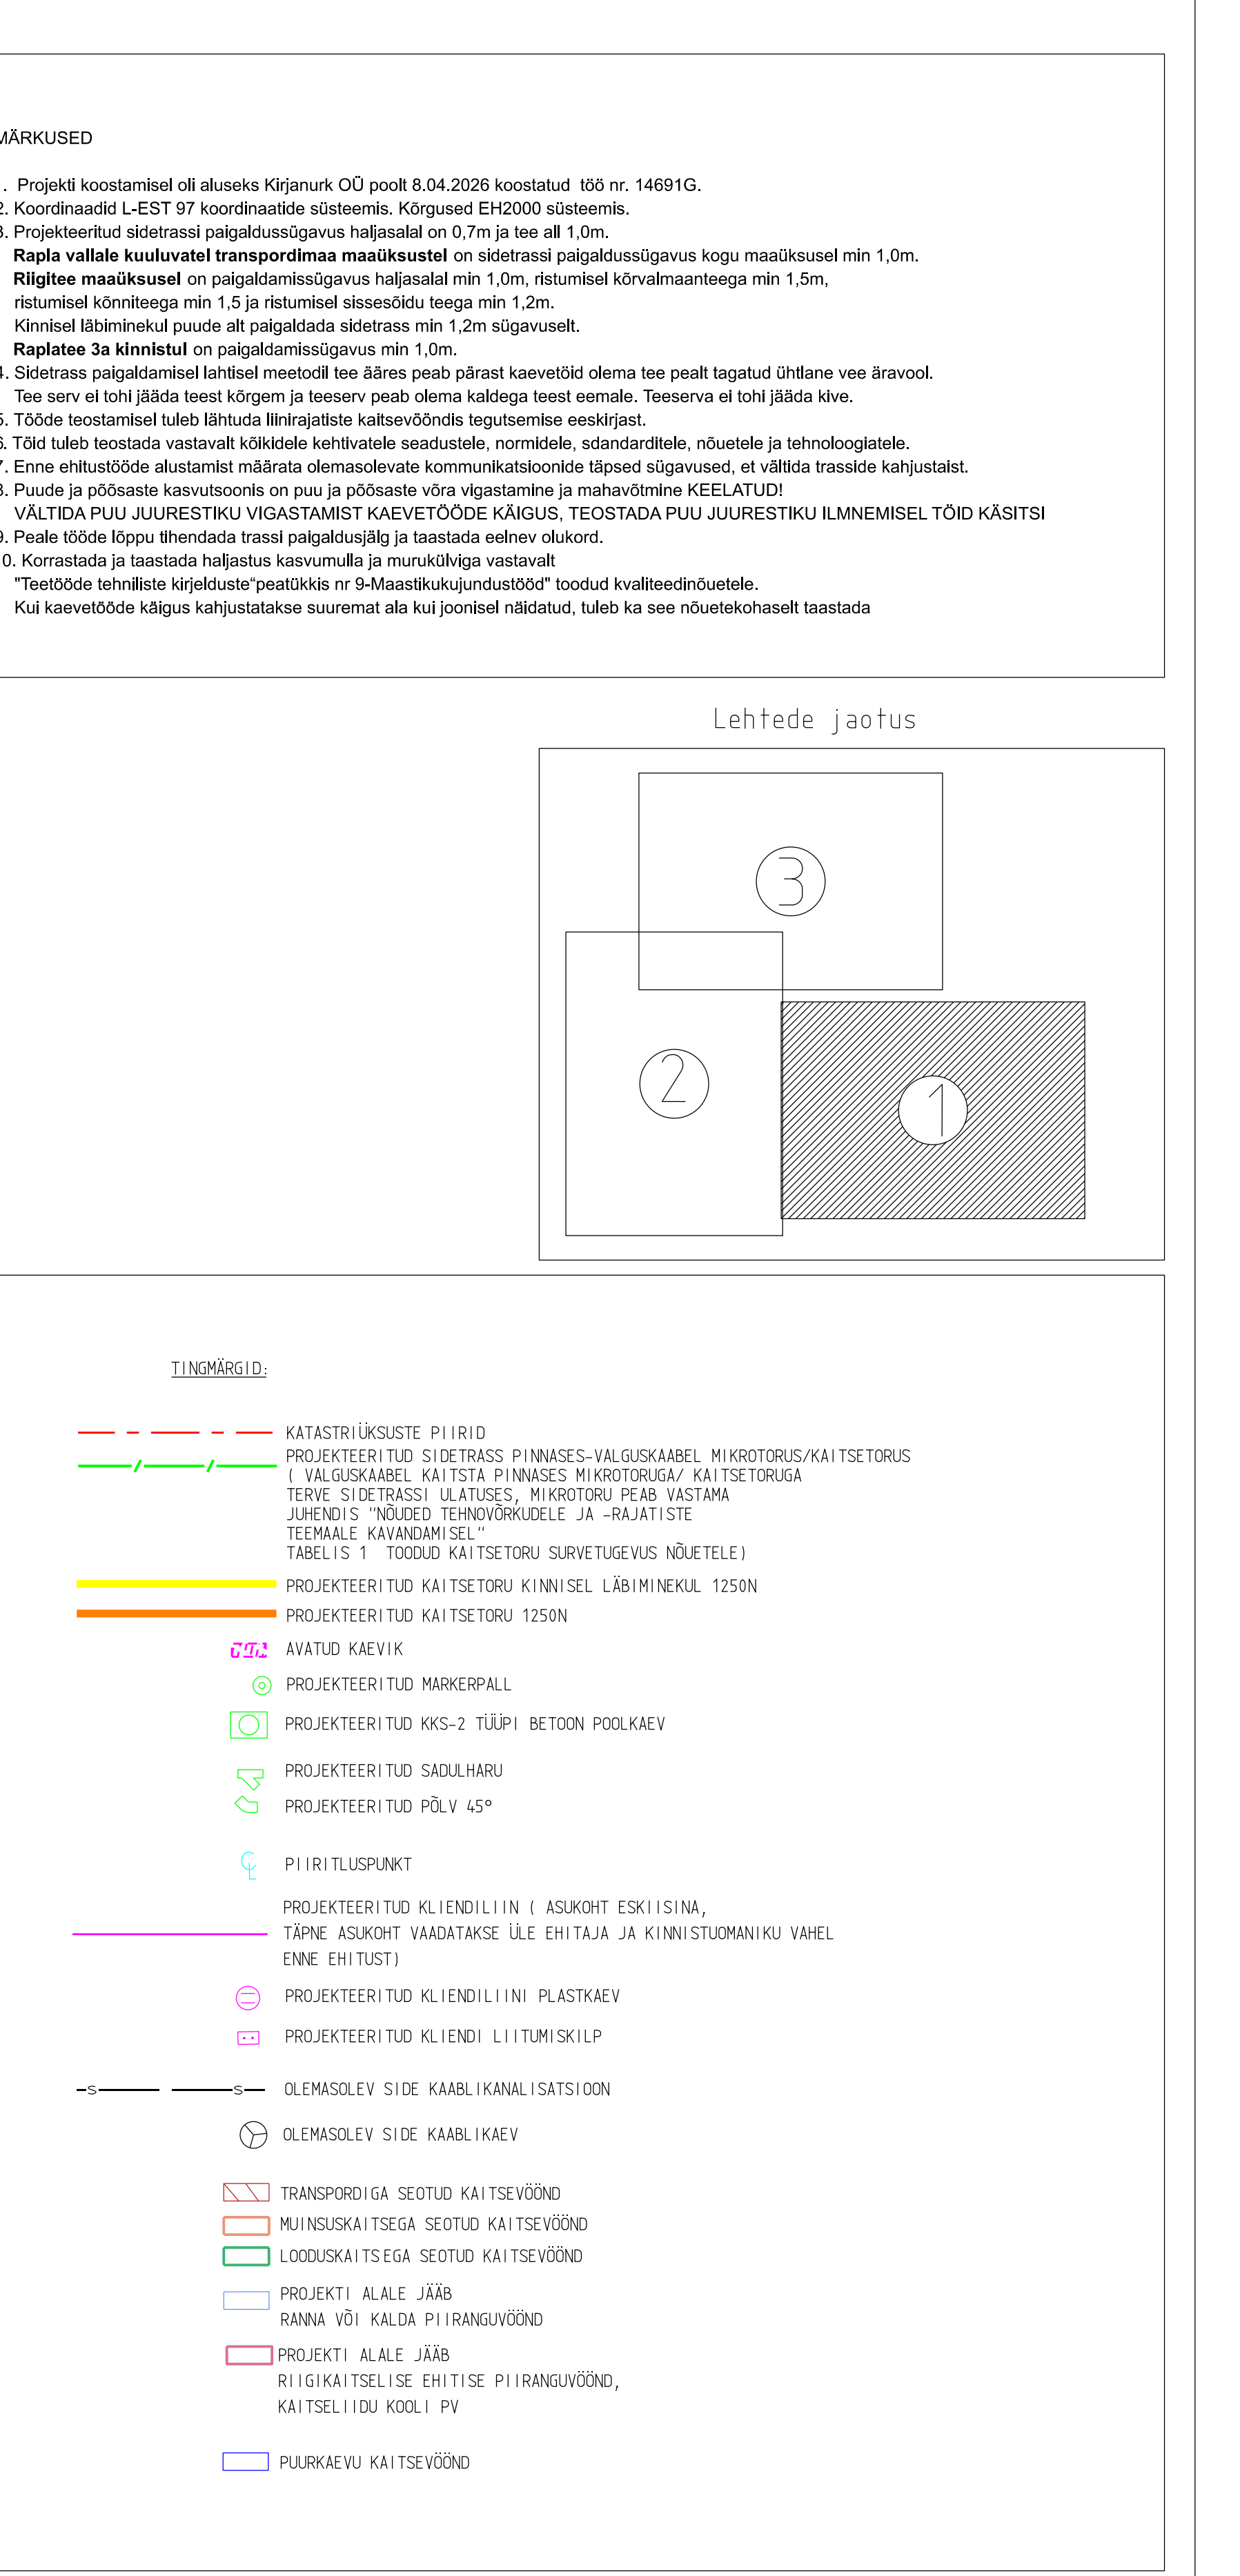 MÄRKUSED
. Projekti koostamisel oli aluseks Kirjanurk OÜ poolt 8.04.2026 koostatud töö nr. 14691G.
2. Koordinaadid L-EST 97 koordinaatide süsteemis. Kõrgused EH2000 süsteemis.
3. Projekteeritud sidetrassi paigaldussügavus haljasalal on 0,7m ja tee all 1,0m.
Rapla vallale kuuluvatel transpordimaa maaüksustel on sidetrassi paigaldussügavus kogu maaüksusel min 1,0m.
Riigitee maaüksusel on paigaldamissügavus haljasalal min 1,0m, ristumisel kõrvalmaanteega min 1,5m,
ristumisel kõnniteega min 1,5 ja ristumisel sissesõidu teega min 1,2m.
Kinnisel läbiminekul puude alt paigaldada sidetrass min 1,2m sügavuselt.
Raplatee 3a kinnistul on paigaldamissügavus min 1,0m.
4. Sidetrass paigaldamisel lahtisel meetodil tee ääres peab pärast kaevetöid olema tee pealt tagatud ühtlane vee äravool.
Tee serv ei tohi jääda teest kõrgem ja teeserv peab olema kaldega teest eemale. Teeserva ei tohi jääda kive.
5. Tööde teostamisel tuleb lähtuda liinirajatiste kaitsevööndis tegutsemise eeskirjast.
6. Töid tuleb teostada vastavalt kõikidele kehtivatele seadustele, normidele, sdandarditele, nõuetele ja tehnoloogiatele.
7. Enne ehitustööde alustamist määrata olemasolevate kommunikatsioonide täpsed sügavused, et vältida trasside kahjustaist.
8. Puude ja põõsaste kasvutsoonis on puu ja põõsaste võra vigastamine ja mahavõtmine KEELATUD!
VÄLTIDA PUU JUURESTIKU VIGASTAMIST KAEVETÖÖDE KÄIGUS, TEOSTADA PUU JUURESTIKU ILMNEMISEL TÖID KÄSITSI
9. Peale tööde lõppu tihendada trassi paigaldusjälg ja taastada eelnev olukord.
0. Korrastada ja taastada haljastus kasvumulla ja murukülviga vastavalt
"Teetööde tehniliste kirjelduste“peatükkis nr 9-Maastikukujundustööd" toodud kvaliteedinõuetele.
Kui kaevetööde käigus kahjustatakse suuremat ala kui joonisel näidatud, tuleb ka see nõuetekohaselt taastada
Lehtede jaotus
3
2
1
TINGMÄRGID:
KATASTRIÜKSUSTE PIIRID
PROJEKTEERITUD SIDETRASS PINNASES-VALGUSKAABEL MIKROTORUS/KAITSETORUS
( VALGUSKAABEL KAITSTA PINNASES MIKROTORUGA/ KAITSETORUGA
TERVE SIDETRASSI ULATUSES, MIKROTORU PEAB VASTAMA
JUHENDIS "NÕUDED TEHNOVÕRKUDELE JA -RAJATISTE
TEEMAALE KAVANDAMISEL"
TABELIS 1 TOODUD KAITSETORU SURVETUGEVUS NÕUETELE)
PROJEKTEERITUD KAITSETORU KINNISEL LÄBIMINEKUL 1250N
PROJEKTEERITUD KAITSETORU 1250N
AVATUD KAEVIK
PROJEKTEERITUD MARKERPALL
PROJEKTEERITUD KKS-2 TÜÜPI BETOON POOLKAEV
PROJEKTEERITUD SADULHARU
PROJEKTEERITUD PÕLV 45°
PIIRITLUSPUNKT
PROJEKTEERITUD KLIENDILIIN ( ASUKOHT ESKIISINA,
TÄPNE ASUKOHT VAADATAKSE ÜLE EHITAJA JA KINNISTUOMANIKU VAHEL
ENNE EHITUST)
PROJEKTEERITUD KLIENDILIINI PLASTKAEV
PROJEKTEERITUD KLIENDI LIITUMISKILP
S S OLEMASOLEV SIDE KAABLIKANALISATSIOON
OLEMASOLEV SIDE KAABLIKAEV
TRANSPORDIGA SEOTUD KAITSEVÖÖND
MUINSUSKAITSEGA SEOTUD KAITSEVÖÖND
LOODUSKAITSEGA SEOTUD KAITSEVÖÖND
PROJEKTI ALALE JÄÄB
RANNA VÕI KALDA PIIRANGUVÖÖND
PROJEKTI ALALE JÄÄB
RIIGIKAITSELISE EHITISE PIIRANGUVÖÖND,
KAITSELIIDU KOOLI PV
PUURKAEVU KAITSEVÖÖND